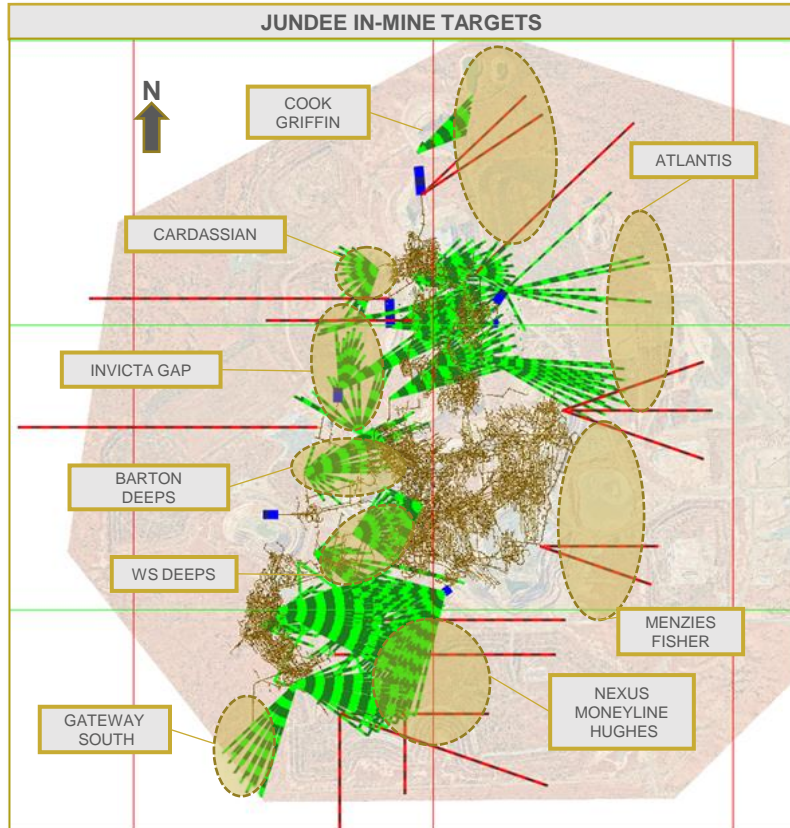 JUNDEE IN-MINE TARGETS
N
COOK
GRIFFIN
ATLANTIS
CARDASSIAN
INVICTA GAP
BARTON
DEEPS
WS DEEPS
MENZIES
FISHER
NEXUS
MONEYLINE
HUGHES
GATEWAY
SOUTH